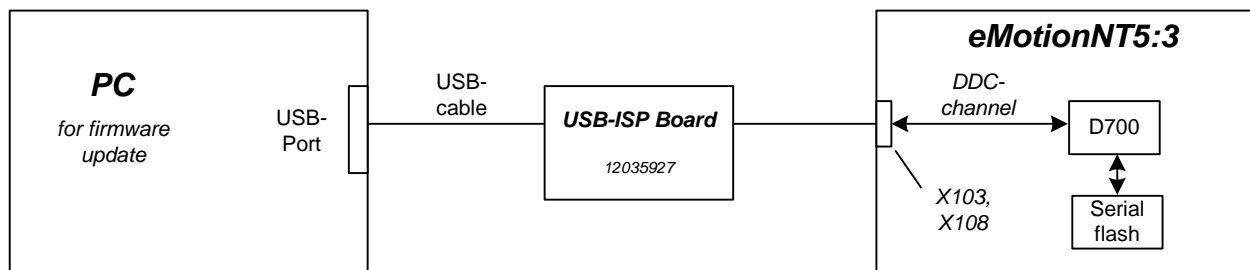 PC
for firmware
update
USB-
Port
USB-
cable
USB-ISP Board
12035927
eMotionNT5:3
DDC-
channel
D700
X103,
X108
Serial
flash